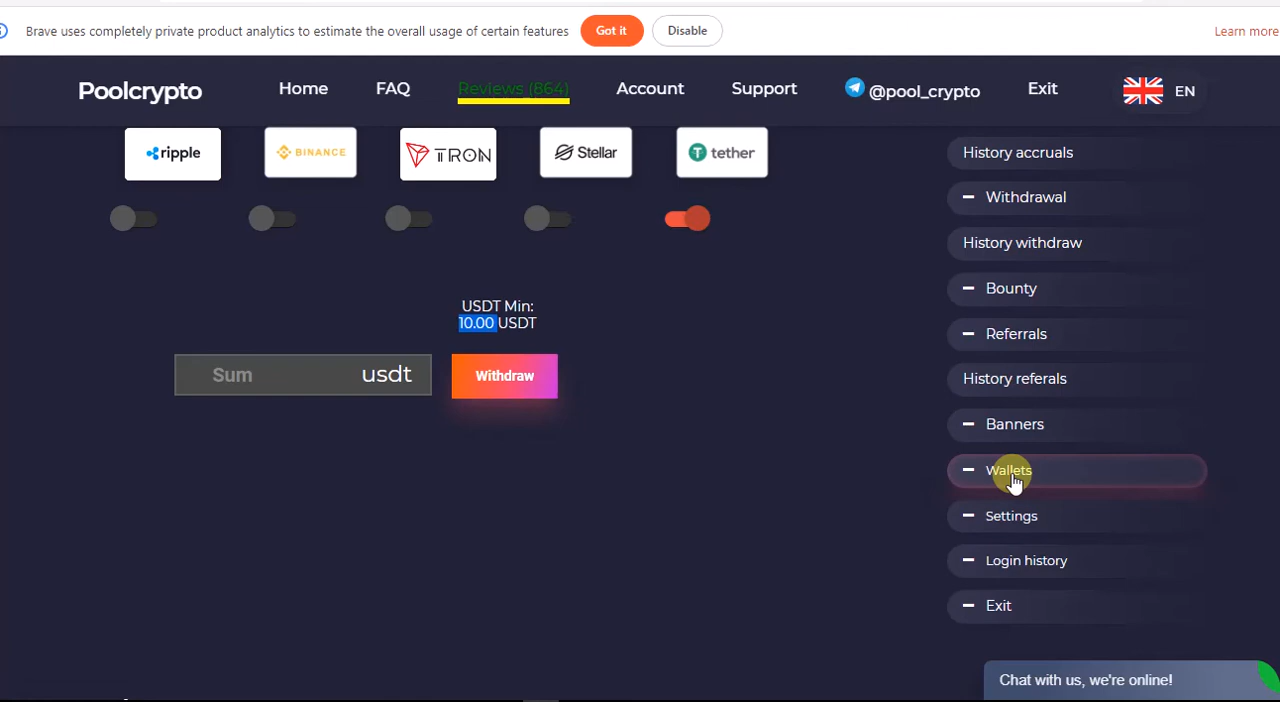 Brave uses completely private product analytics to estimate the overall usage of certain features
Got it
Disable
Learn more
Poolcrypto
Home
FAQ
Reviews (864)
Account
Support
@pool_crypto
Exit
EN
ripple
BINANCE
TRON
Stellar
tether
USDT Min:
10.00 USDT
Sum
usdt
Withdraw
History accruals
Withdrawal
History withdraw
Bounty
Referrals
History referals
Banners
Wallets
Settings
Login history
Exit
Chat with us, we're online!